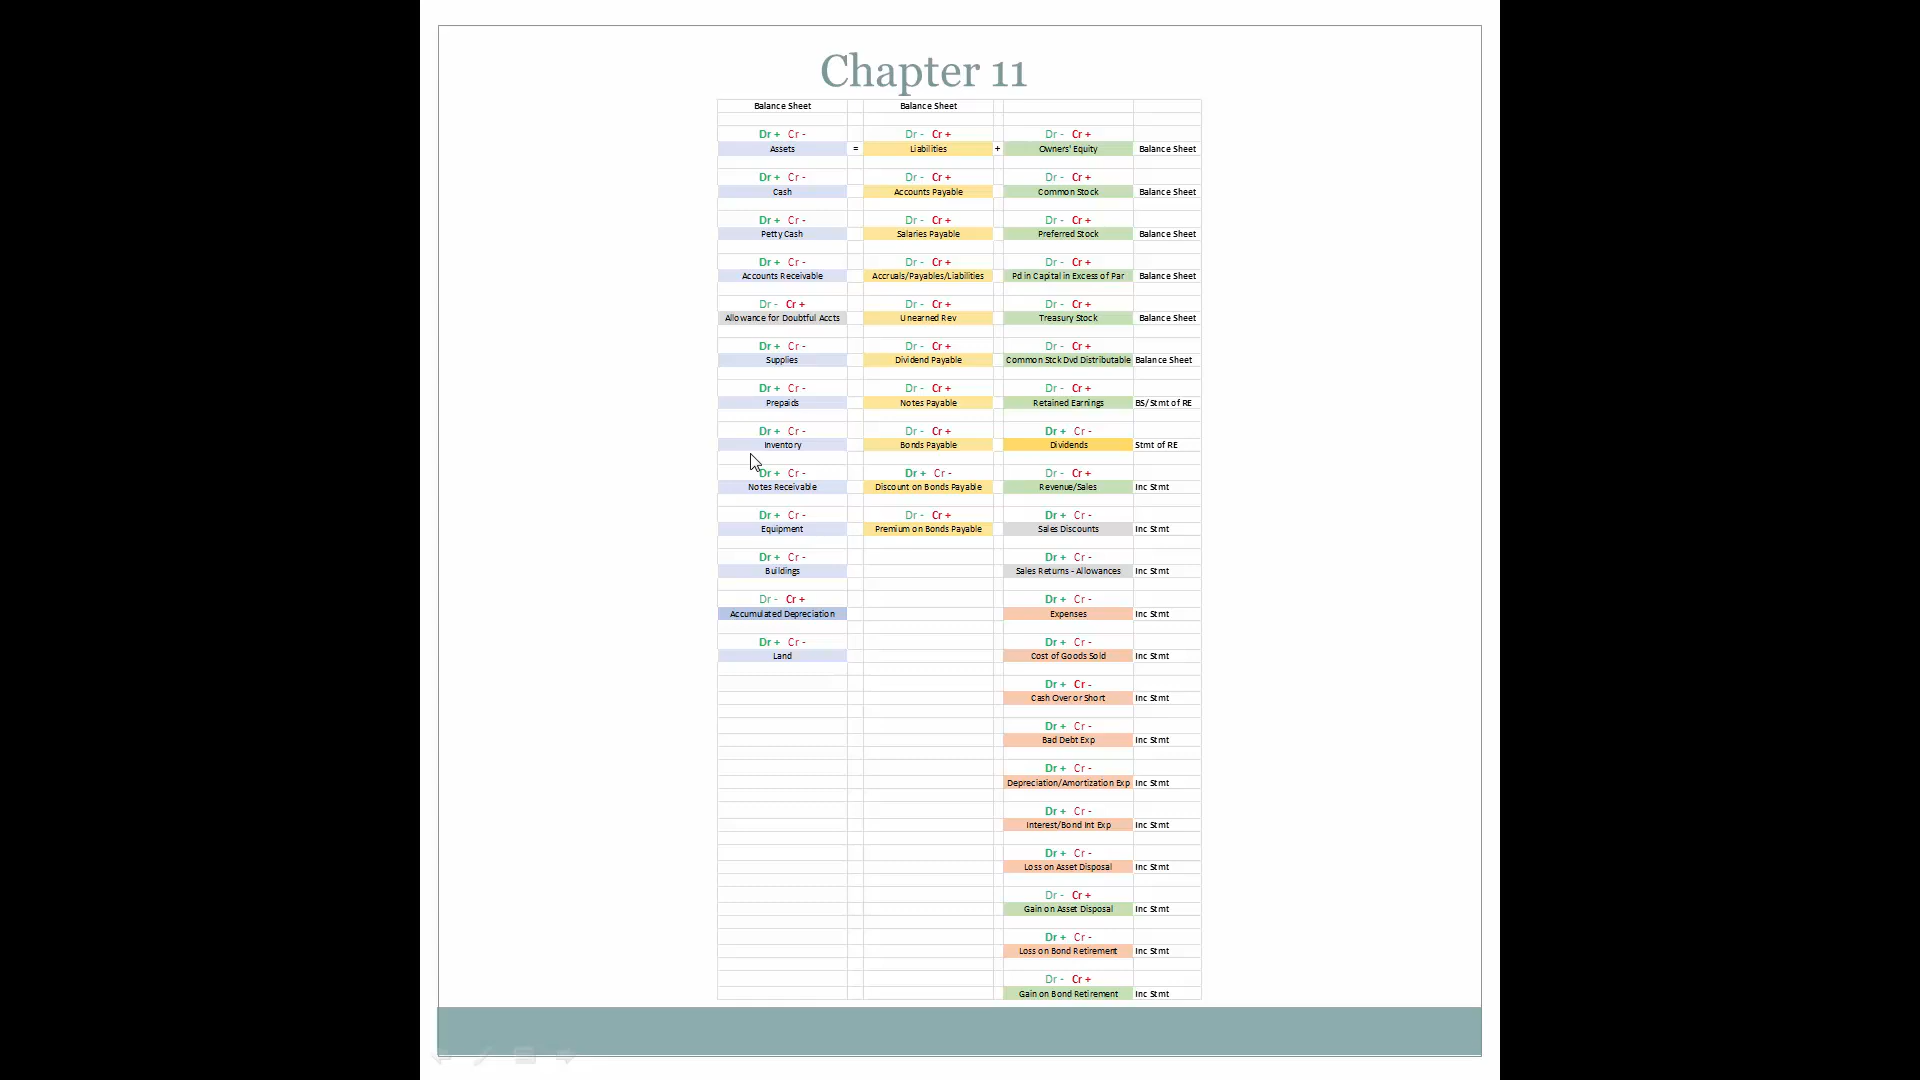 Chapter 11
Balance Sheet Balance Sheet
Dr + Cr - Dr - Cr + Dr - Cr +
Assets = Liabilities + Owners' Equity Balance Sheet
Dr + Cr - Dr - Cr + Dr - Cr +
Cash Accounts Payable Common Stock Balance Sheet
Dr + Cr - Dr - Cr + Dr - Cr +
Petty Cash Salaries Payable Preferred Stock Balance Sheet
Dr + Cr - Dr - Cr + Dr - Cr +
Accounts Receivable Accruals/Payables/Liabilities Pd in Capital in Excess of Par Balance Sheet
Dr - Cr + Dr - Cr + Dr - Cr +
Allowance for Doubtful Accts Unearned Rev Treasury Stock Balance Sheet
Dr + Cr - Dr - Cr + Dr - Cr +
Supplies Dividend Payable Common Stck Dvd Distributable Balance Sheet
Dr + Cr - Dr - Cr + Dr - Cr +
Prepaids Notes Payable Retained Earnings BS/Stmt of RE
Dr + Cr - Dr - Cr + Dr + Cr -
Inventory Bonds Payable Dividends Stmt of RE
Dr + Cr - Dr + Cr - Dr - Cr +
Notes Receivable Discount on Bonds Payable Revenue/Sales Inc Stmt
Dr + Cr - Dr - Cr + Dr + Cr -
Equipment Premium on Bonds Payable Sales Discounts Inc Stmt
Dr + Cr - Dr + Cr -
Buildings Sales Returns - Allowances Inc Stmt
Dr - Cr + Dr + Cr -
Accumulated Depreciation Expenses Inc Stmt
Dr + Cr - Dr + Cr -
Land Cost of Goods Sold Inc Stmt
Dr + Cr -
Cash Over or Short Inc Stmt
Dr + Cr -
Bad Debt Exp Inc Stmt
Dr + Cr -
Depreciation/Amortization Exp Inc Stmt
Dr + Cr -
Interest/Bond Int Exp Inc Stmt
Dr + Cr -
Loss on Asset Disposal Inc Stmt
Dr - Cr +
Gain on Asset Disposal Inc Stmt
Dr + Cr -
Loss on Bond Retirement Inc Stmt
Dr - Cr +
Gain on Bond Retirement Inc Stmt